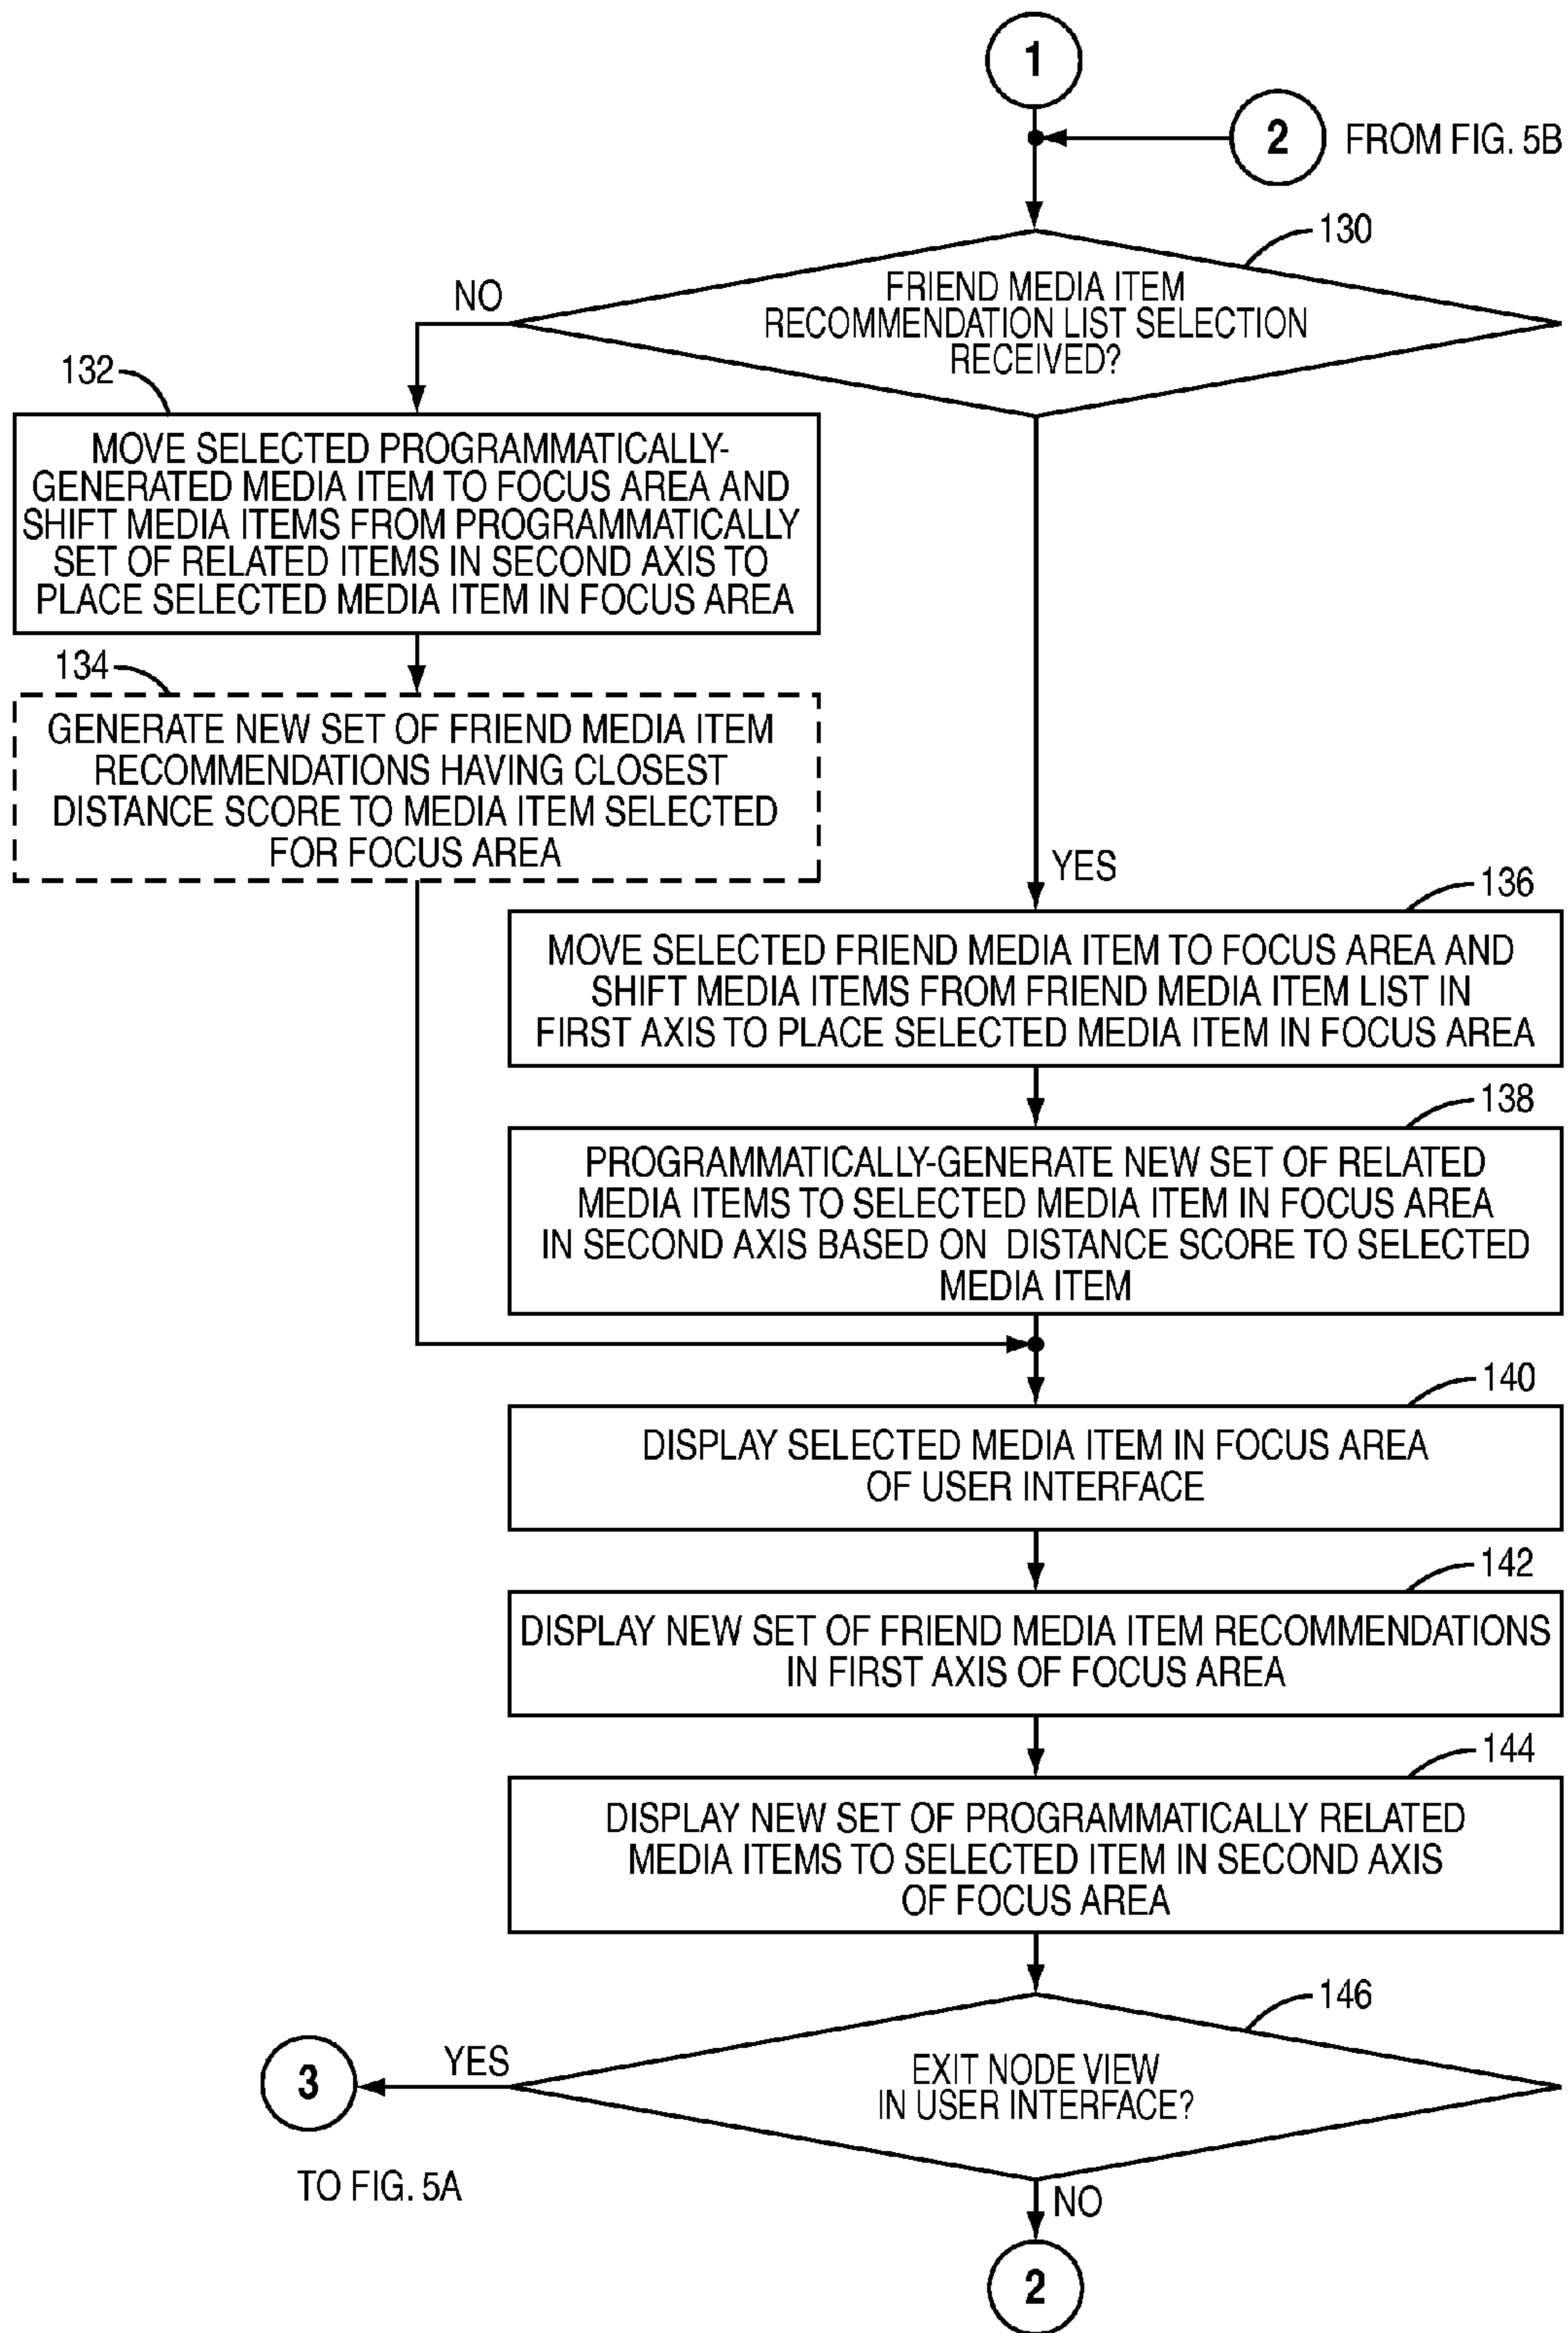 1
2 FROM FIG. 5B
130
FRIEND MEDIA ITEM
RECOMMENDATION LIST SELECTION
RECEIVED?
NO
132
MOVE SELECTED PROGRAMMATICALLY-
GENERATED MEDIA ITEM TO FOCUS AREA AND
SHIFT MEDIA ITEMS FROM PROGRAMMATICALLY
SET OF RELATED ITEMS IN SECOND AXIS TO
PLACE SELECTED MEDIA ITEM IN FOCUS AREA
134
GENERATE NEW SET OF FRIEND MEDIA ITEM
RECOMMENDATIONS HAVING CLOSEST
DISTANCE SCORE TO MEDIA ITEM SELECTED
FOR FOCUS AREA
YES
136
MOVE SELECTED FRIEND MEDIA ITEM TO FOCUS AREA AND
SHIFT MEDIA ITEMS FROM FRIEND MEDIA ITEM LIST IN
FIRST AXIS TO PLACE SELECTED MEDIA ITEM IN FOCUS AREA
138
PROGRAMMATICALLY-GENERATE NEW SET OF RELATED
MEDIA ITEMS TO SELECTED MEDIA ITEM IN FOCUS AREA
IN SECOND AXIS BASED ON DISTANCE SCORE TO SELECTED
MEDIA ITEM
140
DISPLAY SELECTED MEDIA ITEM IN FOCUS AREA
OF USER INTERFACE
142
DISPLAY NEW SET OF FRIEND MEDIA ITEM RECOMMENDATIONS
IN FIRST AXIS OF FOCUS AREA
144
DISPLAY NEW SET OF PROGRAMMATICALLY RELATED
MEDIA ITEMS TO SELECTED ITEM IN SECOND AXIS
OF FOCUS AREA
146
EXIT NODE VIEW
IN USER INTERFACE?
YES
3
TO FIG. 5A
NO
2